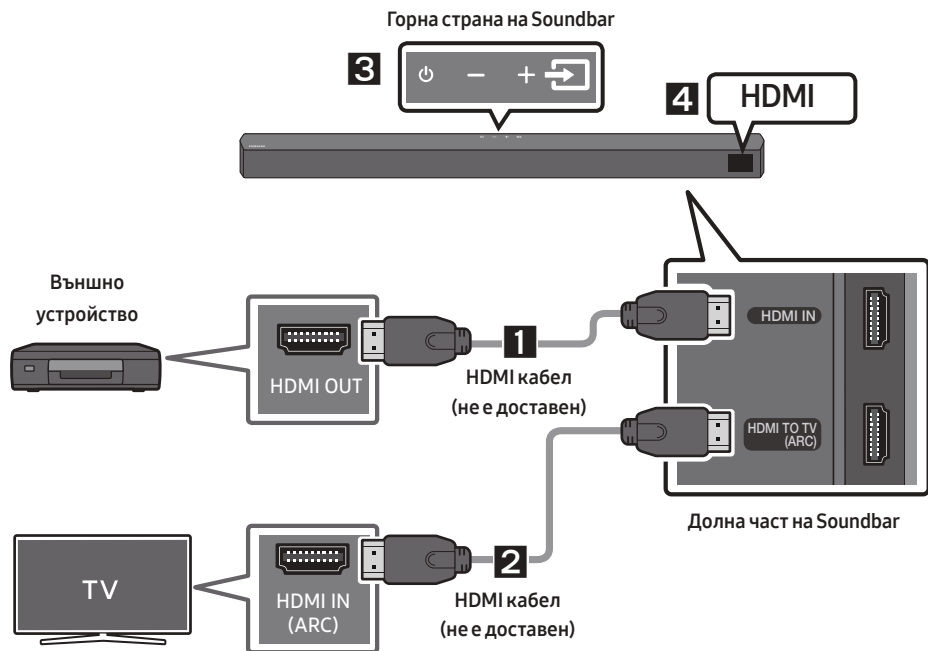 Горна страна на Soundbar
3
4
HDMI
Външно
устройство
HDMI OUT
1
HDMI кабел
(не е доставен)
HDMI IN
HDMI TO TV
(ARC)
Долна част на Soundbar
TV
HDMI IN
(ARC)
2
HDMI кабел
(не е доставен)